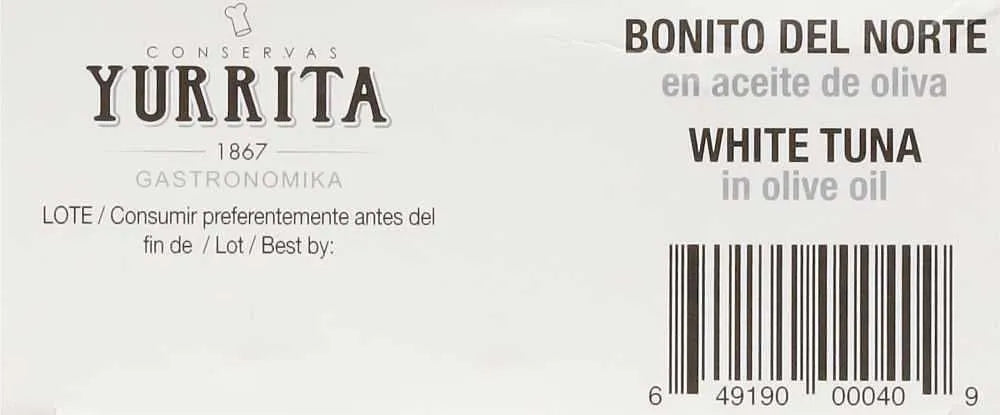 CONSERVAS
YURRITA
1867
GASTRONOMIKA
LOTE / Consumir preferentemente antes del
fin de / Lot / Best by:
BONITO DEL NORTE
en aceite de oliva
WHITE TUNA
in olive oil
6 49190 00040 9